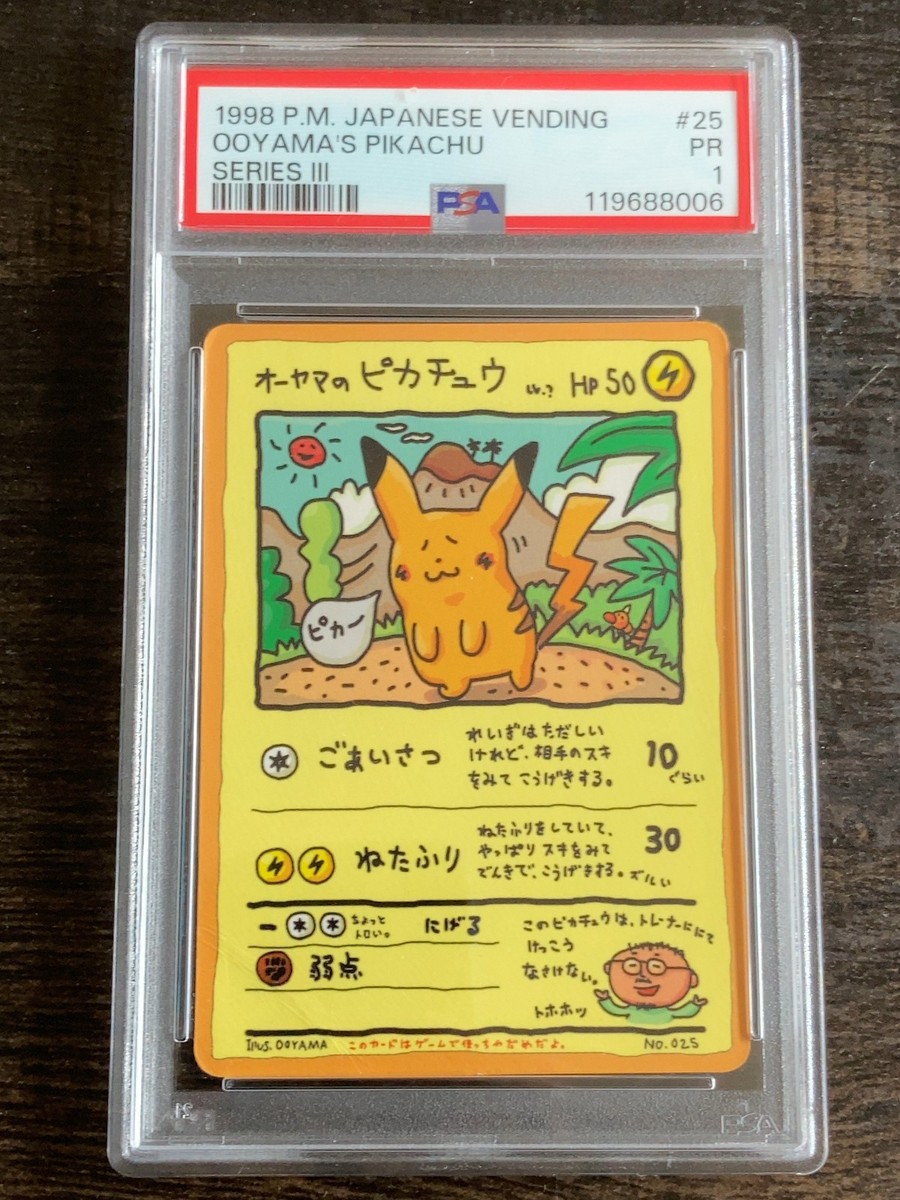 1998 P.M. JAPANESE VENDING #25
OOYAMA'S PIKACHU PR
SERIES III 1
PSA 119688006
オーヤマの ピカチュウ LV.? HP 50
ピカー
ごあいさつ
れいぎはただしい
けれど、相手のスキ
をみて こうげきする。
10
ぐらい
ねたふり
ねたふりをしていて、
やっぱり スキをみて
でんきで、こうげきする。ズルい
30
ー ちょっと
トロい。
にげる
弱点
このピカチュウは、トレーナーににて
けっこう
なさけない。
トホホッ
Illus. OOYAMA このカードはゲームで使っちゃだめだよ。 NO. 025
PSA